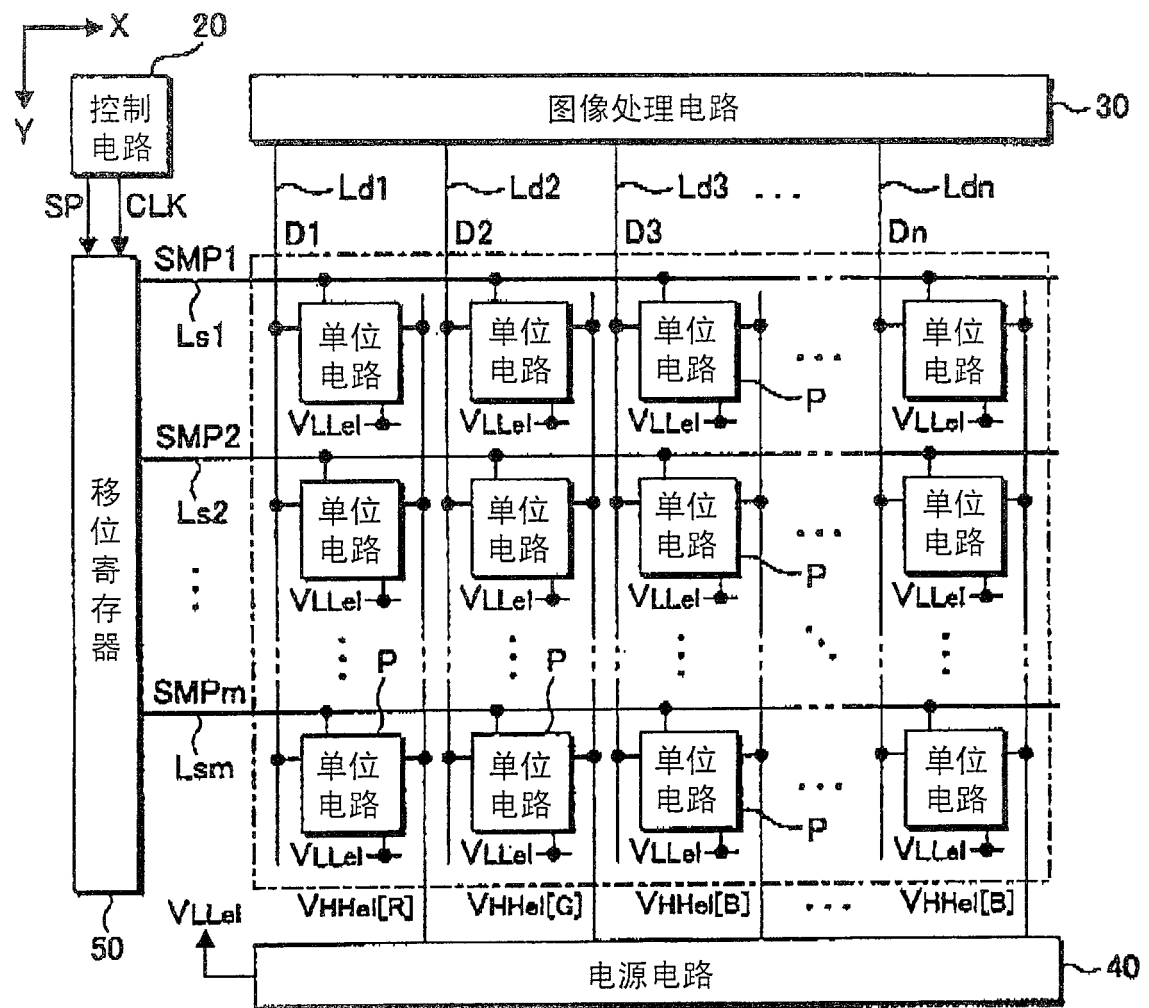 X
20
Y
控制
电路
图像处理电路
30
SP
CLK
Ld1
Ld2
Ld3
...
Ldn
D1
D2
D3
Dn
SMP1
...
Ls1
单位
电路
单位
电路
单位
电路
...
单位
电路
P
VLLel
VLLel
VLLel
VLLel
SMP2
...
Ls2
单位
电路
单位
电路
单位
电路
...
单位
电路
P
VLLel
VLLel
VLLel
VLLel
移位寄存器
P
P
SMPm
...
Lsm
单位
电路
单位
电路
单位
电路
...
单位
电路
P
VLLel
VLLel
VLLel
VLLel
50
VLLel
VHHel[R]
VHHel[G]
VHHel[B]
...
VHHel[B]
电源电路
40